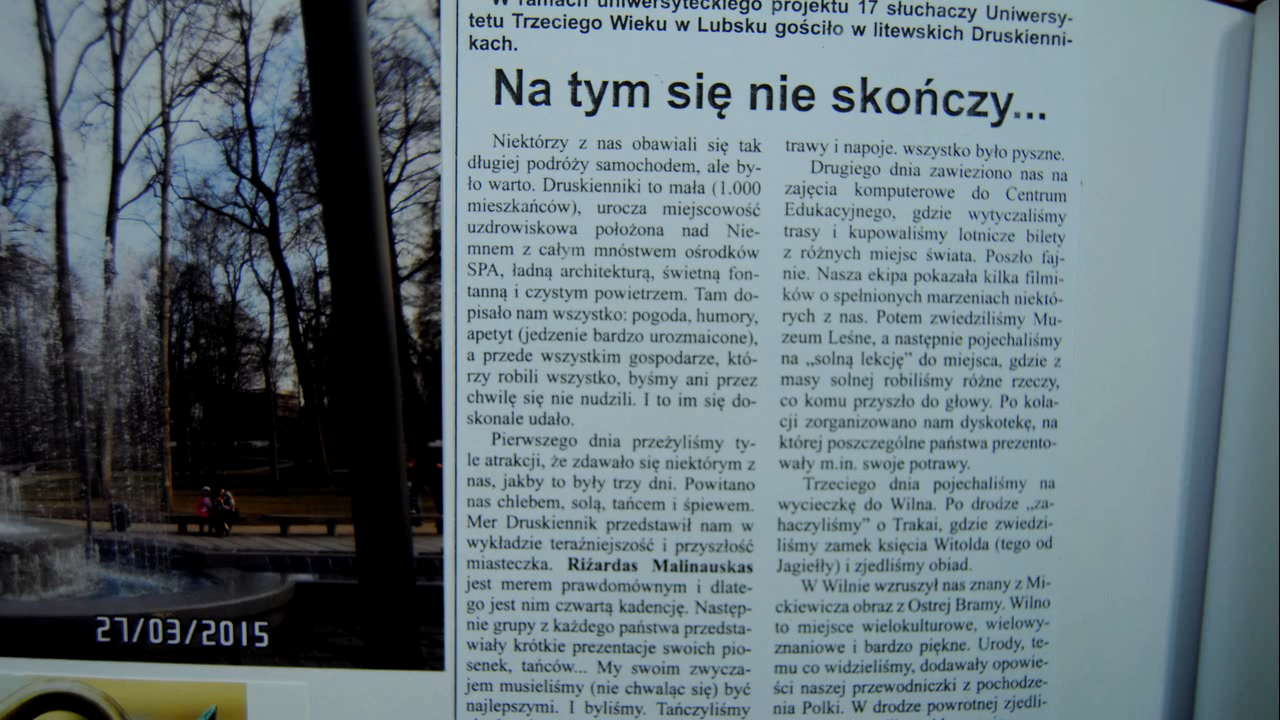 W ramach uniwersyteckiego projektu 17 słuchaczy Uniwersy-
tetu Trzeciego Wieku w Lubsku gościło w litewskich Druskienni-
kach.
Na tym się nie skończy...
Niektórzy z nas obawiali się tak
długiej podróży samochodem, ale by-
ło warto. Druskienniki to mała (1.000
mieszkańców), urocza miejscowość
uzdrowiskowa położona nad Nie-
mnem z całym mnóstwem ośrodków
SPA, ładną architekturą, świetną fon-
tanną i czystym powietrzem. Tam do-
pisało nam wszystko: pogoda, humory,
apetyt (jedzenie bardzo urozmaicone),
a przede wszystkim gospodarze, któ-
rzy robili wszystko, byśmy ani przez
chwilę się nie nudzili. I to im się do-
skonale udało.
Pierwszego dnia przeżyliśmy ty-
le atrakcji, że zdawało się niektórym z
nas, jakby to były trzy dni. Powitano
nas chlebem, solą, tańcem i śpiewem.
Mer Druskiennik przedstawił nam w
wykładzie teraźniejszość i przyszłość
miasteczka. Riżardas Malinauskas
jest merem prawdomównym i dlate-
go jest nim czwartą kadencję. Następ-
nie grupy z każdego państwa przedsta-
wiały krótkie prezentacje swoich pio-
senek, tańców... My swoim zwycza-
jem musieliśmy (nie chwaląc się) być
najlepszymi. I byliśmy. Tańczyliśmy
trawy i napoje. wszystko było pyszne.
Drugiego dnia zawieziono nas na
zajęcia komputerowe do Centrum
Edukacyjnego, gdzie wytyczaliśmy
trasy i kupowaliśmy lotnicze bilety
z różnych miejsc świata. Poszło faj-
nie. Nasza ekipa pokazała kilka filmi-
ków o spełnionych marzeniach niektó-
rych z nas. Potem zwiedziliśmy Mu-
zeum Leśne, a następnie pojechaliśmy
na „solną lekcję” do miejsca, gdzie z
masy solnej robiliśmy różne rzeczy,
co komu przyszło do głowy. Po kola-
cji zorganizowano nam dyskotekę, na
której poszczególne państwa prezento-
wały m.in. swoje potrawy.
Trzeciego dnia pojechaliśmy na
wycieczkę do Wilna. Po drodze „za-
haczyliśmy” o Trakai, gdzie zwiedzi-
liśmy zamek księcia Witolda (tego od
Jagiełły) i zjedliśmy obiad.
W Wilnie wzruszył nas znany z Mi-
ckiewicza obraz z Ostrej Bramy. Wilno
to miejsce wielokulturowe, wielowy-
znaniowe i bardzo piękne. Urody, te-
mu co widzieliśmy, dodawały opowie-
ści naszej przewodniczki z pochodze-
nia Polki. W drodze powrotnej zjedli-
27/03/2015